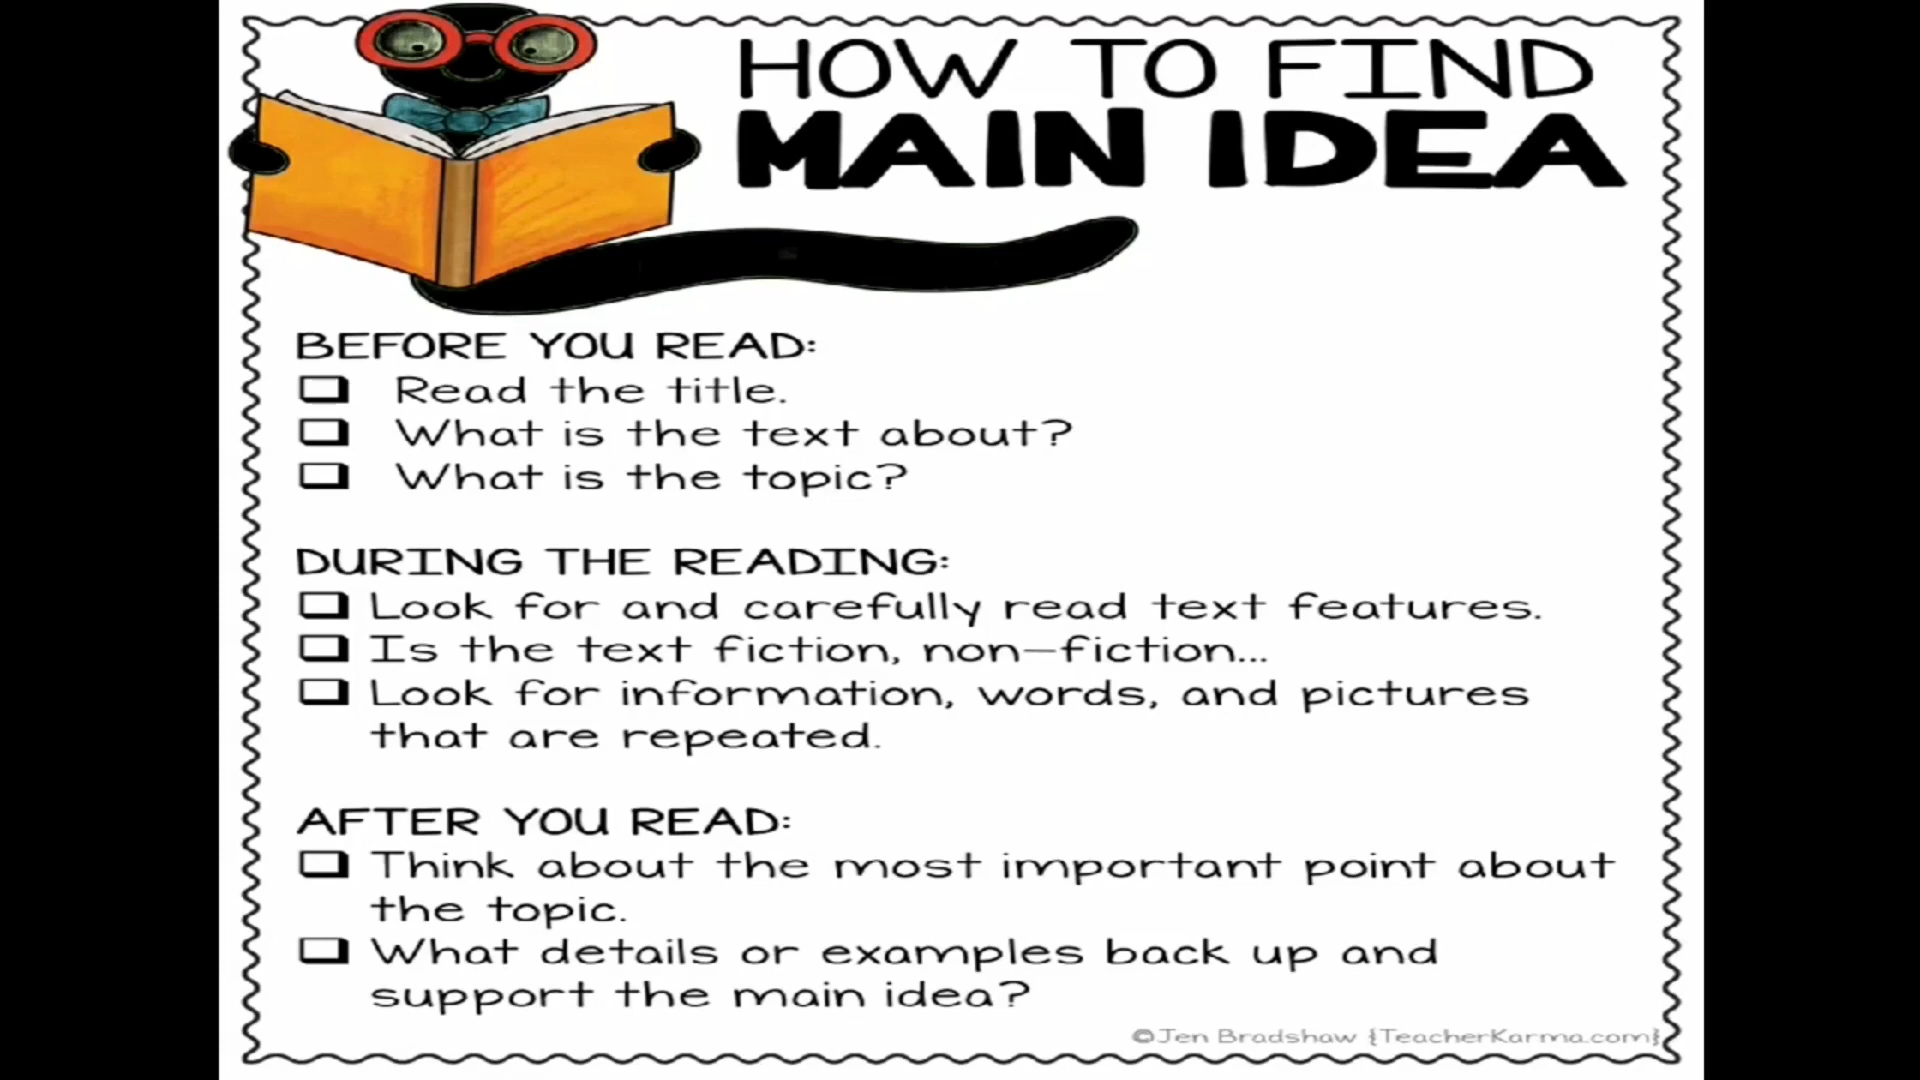 HOW TO FIND
MAIN IDEA
BEFORE YOU READ:
Read the title.
What is the text about?
What is the topic?
DURING THE READING:
Look for and carefully read text features.
Is the text fiction, non-fiction...
Look for information, words, and pictures
that are repeated.
AFTER YOU READ:
Think about the most important point about
the topic.
What details or examples back up and
support the main idea?
©Jen Bradshaw {TeacherKarma.com}